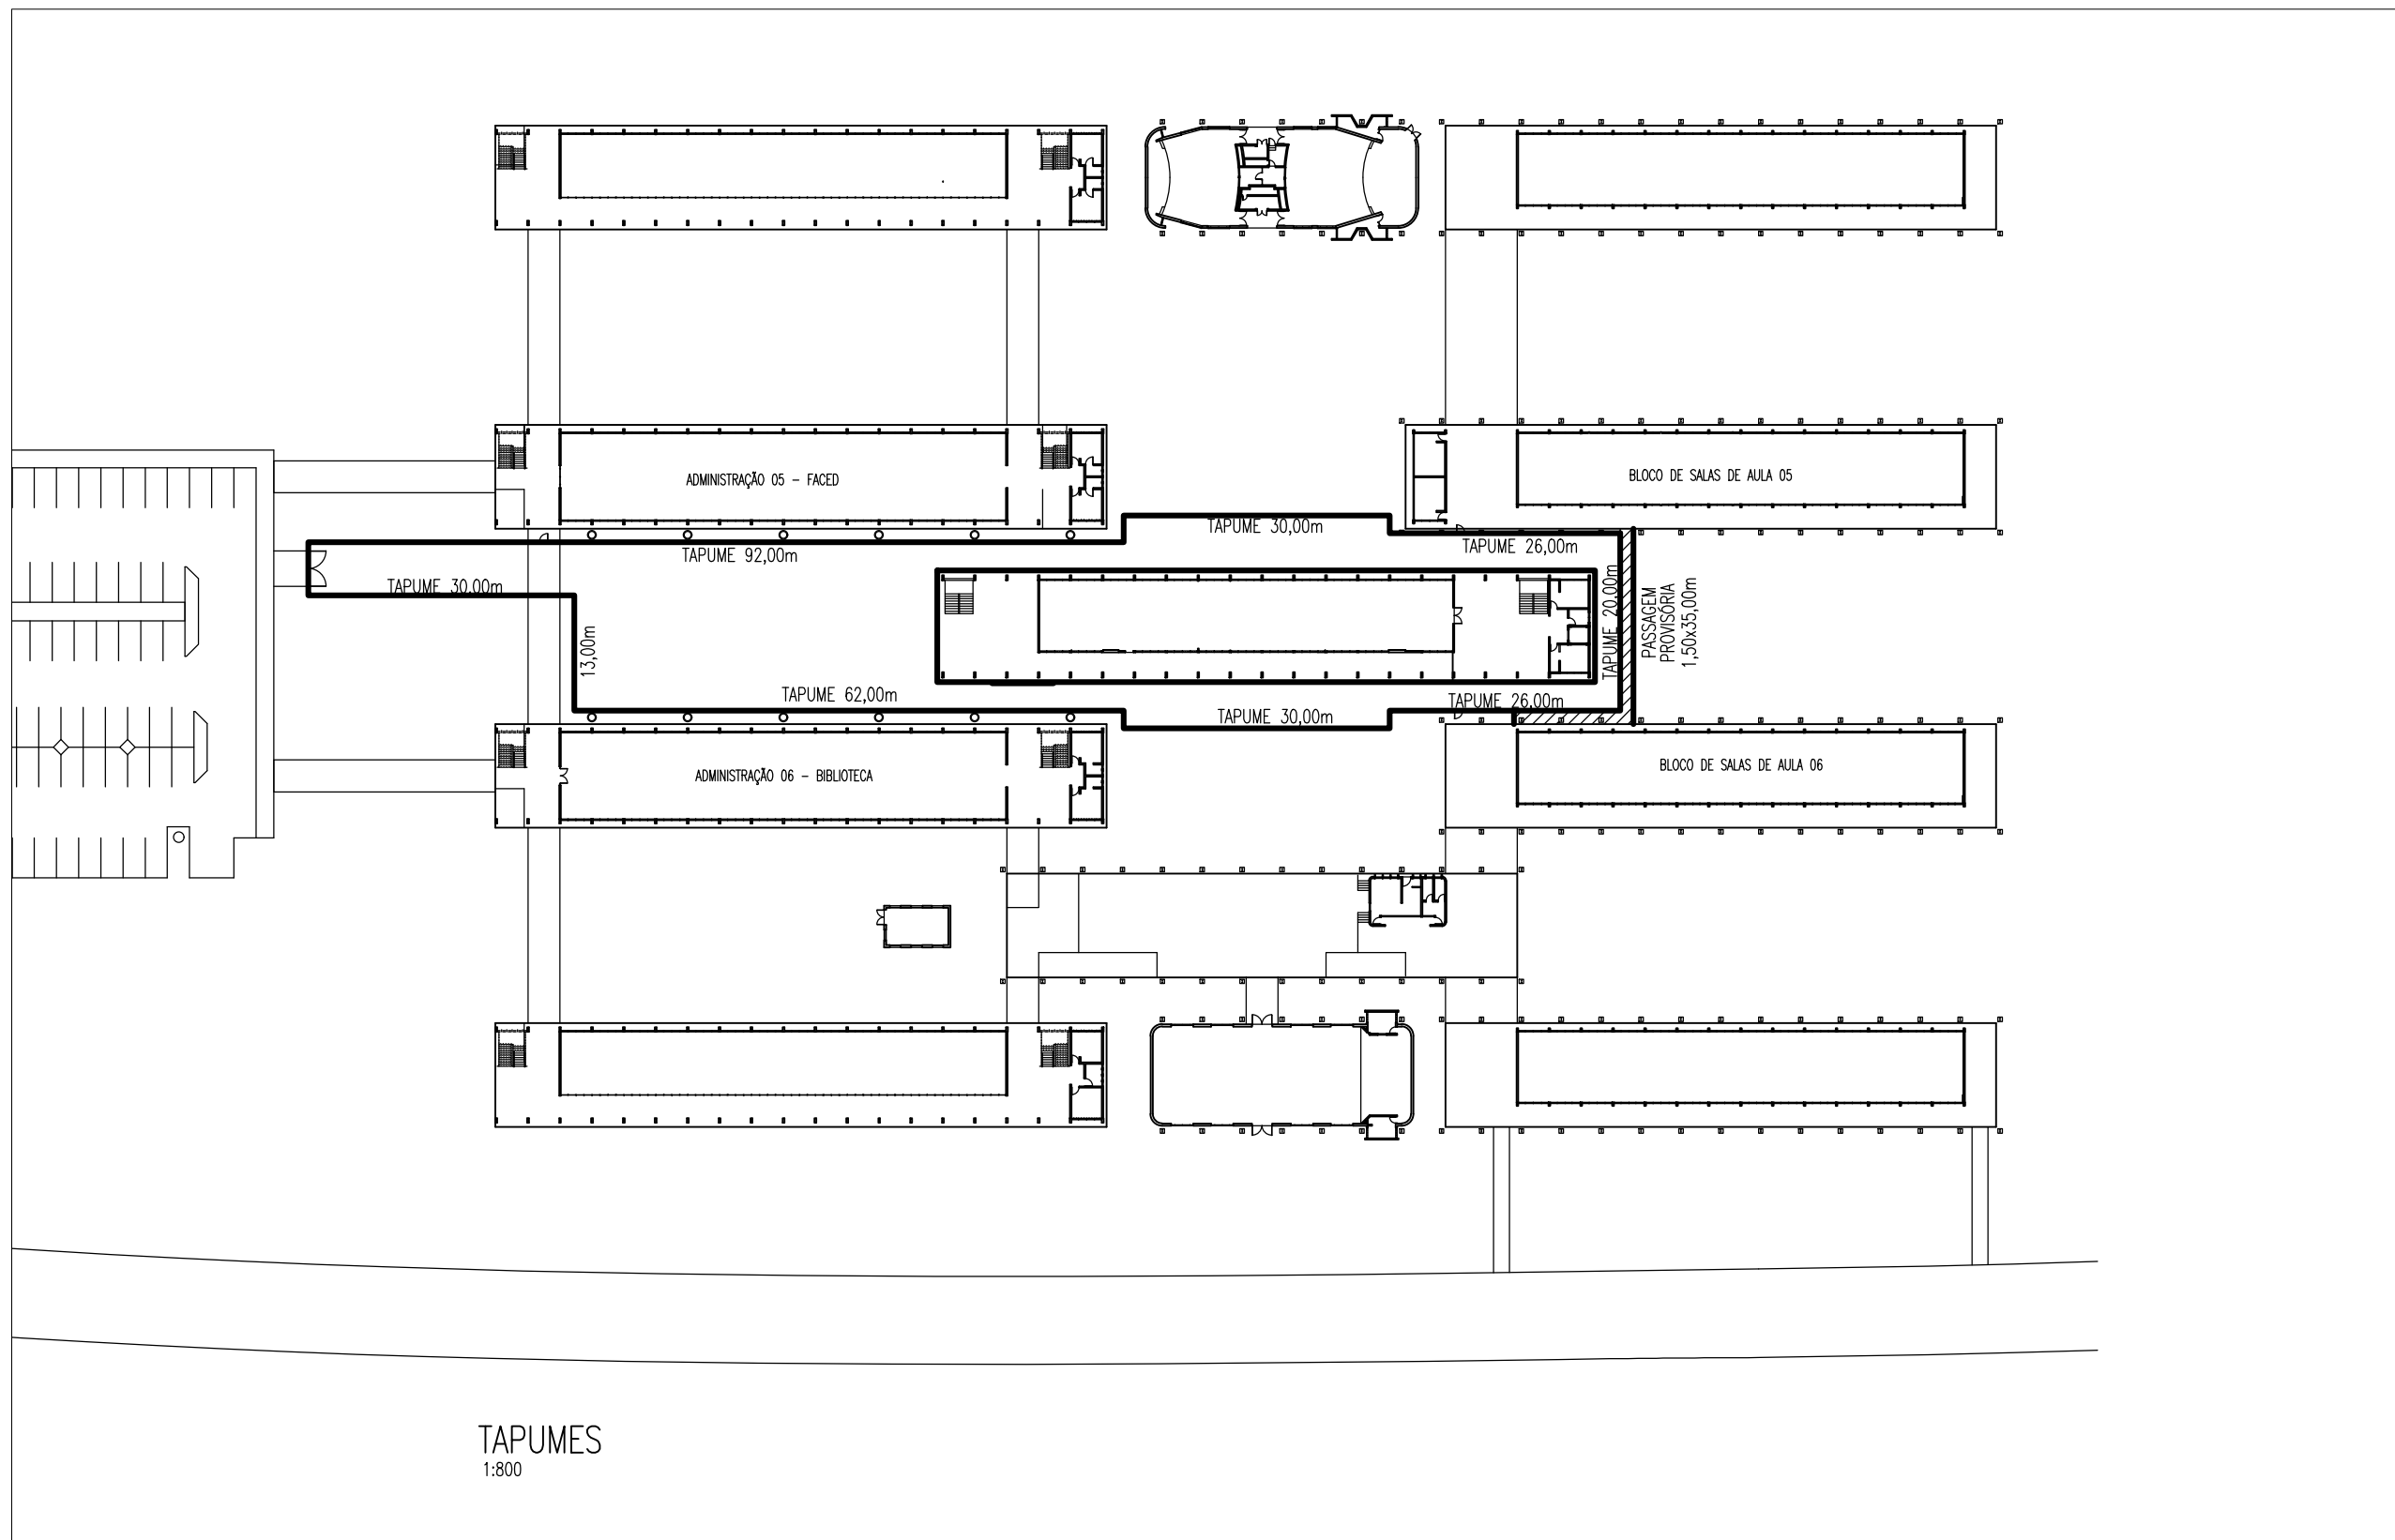 ADMINISTRAÇÃO 05 - FACED
BLOCO DE SALAS DE AULA 05
TAPUME 30,00m
TAPUME 92,00m
TAPUME 26,00m
TAPUME 30,00m
TAPUME 20,00m
PASSAGEM
PROVISÓRIA
1,50x35,00m
13,00m
TAPUME 62,00m
TAPUME 26,00m
TAPUME 30,00m
ADMINISTRAÇÃO 06 - BIBLIOTECA
BLOCO DE SALAS DE AULA 06
TAPUMES
1:800